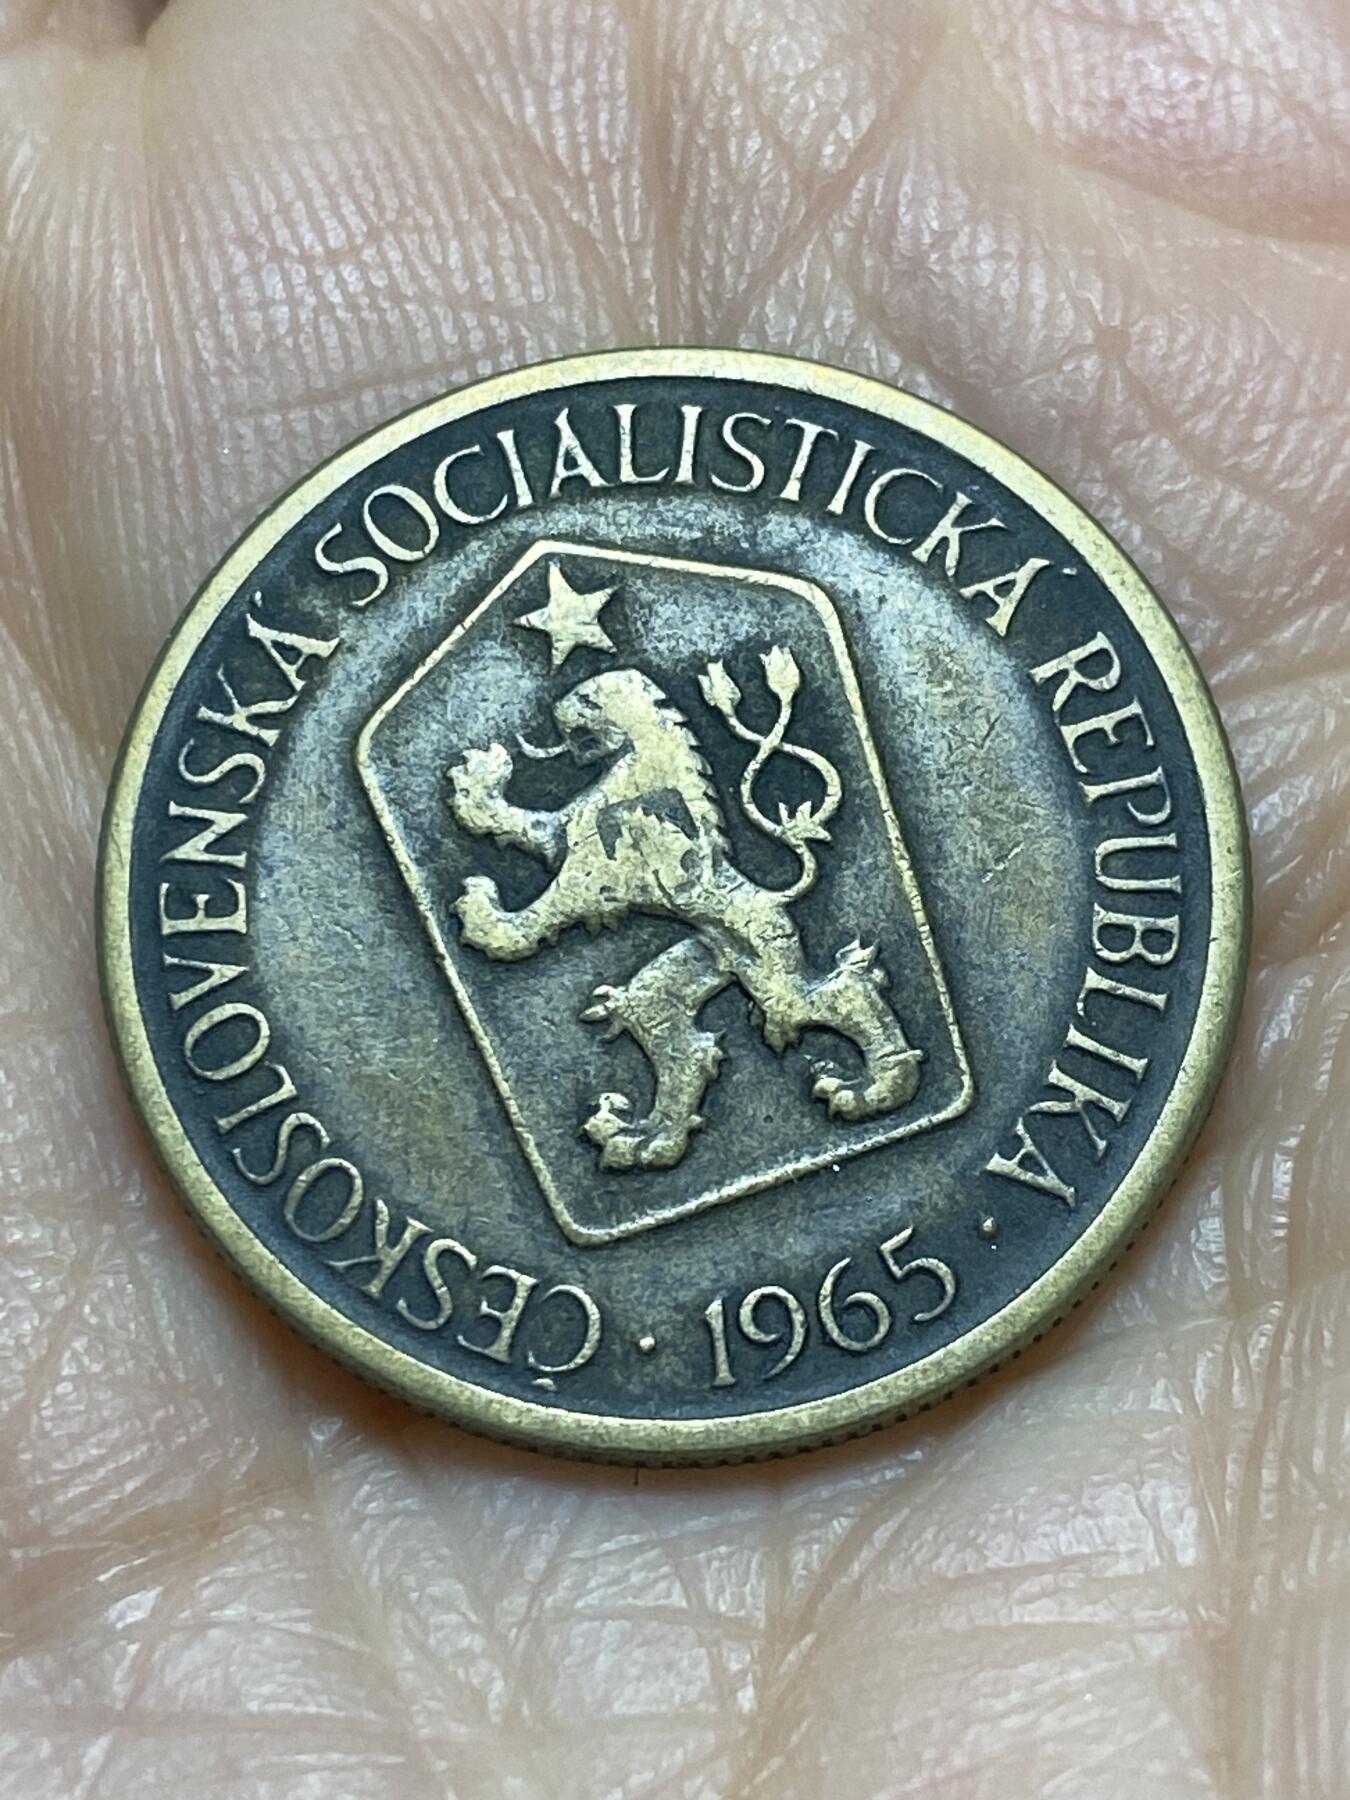 ČESKOSLOVENSKÁ SOCIALISTICKÁ REPUBLIKA
· 1965 ·